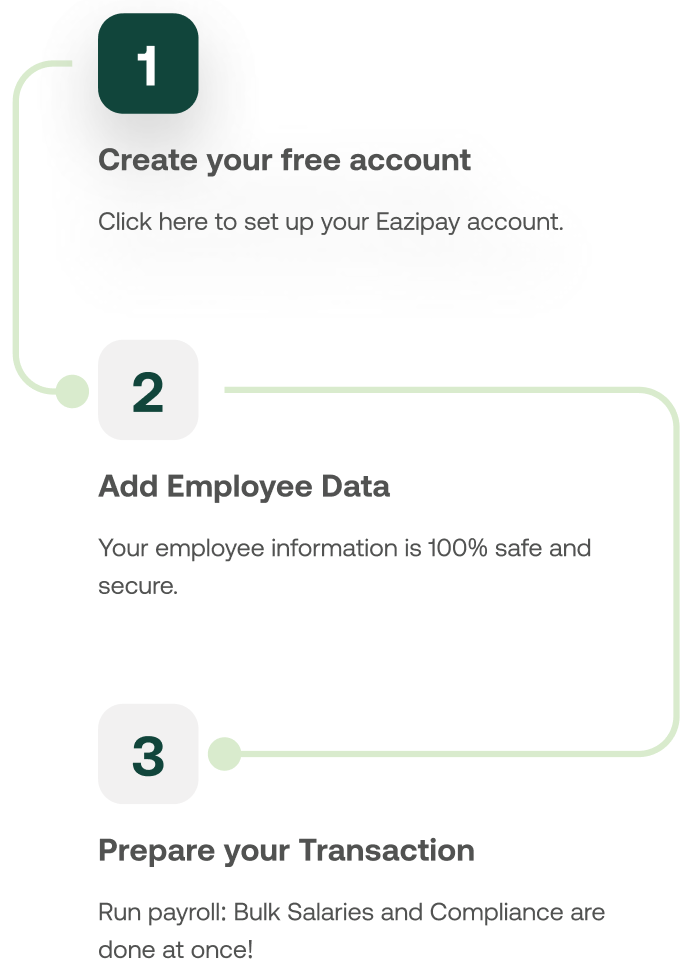 1
Create your free account
Click here to set up your Eazipay account.
2
Add Employee Data
Your employee information is 100% safe and
secure.
3
Prepare your Transaction
Run payroll: Bulk Salaries and Compliance are
done at once!